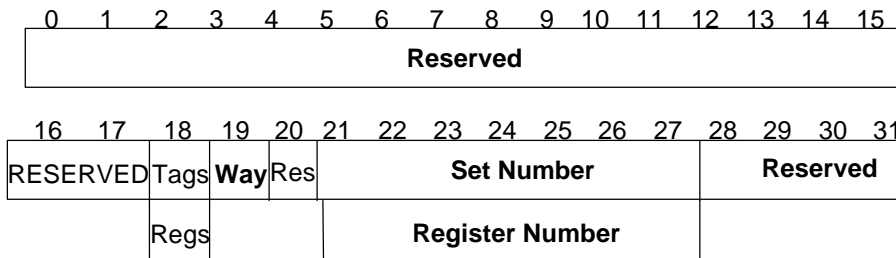 0 1 2 3 4 5 6 7 8 9 10 11 12 13 14 15
Reserved
16 17 18 19 20 21 22 23 24 25 26 27 28 29 30 31
RESERVED Tags Way Res Set Number Reserved
Regs Register Number